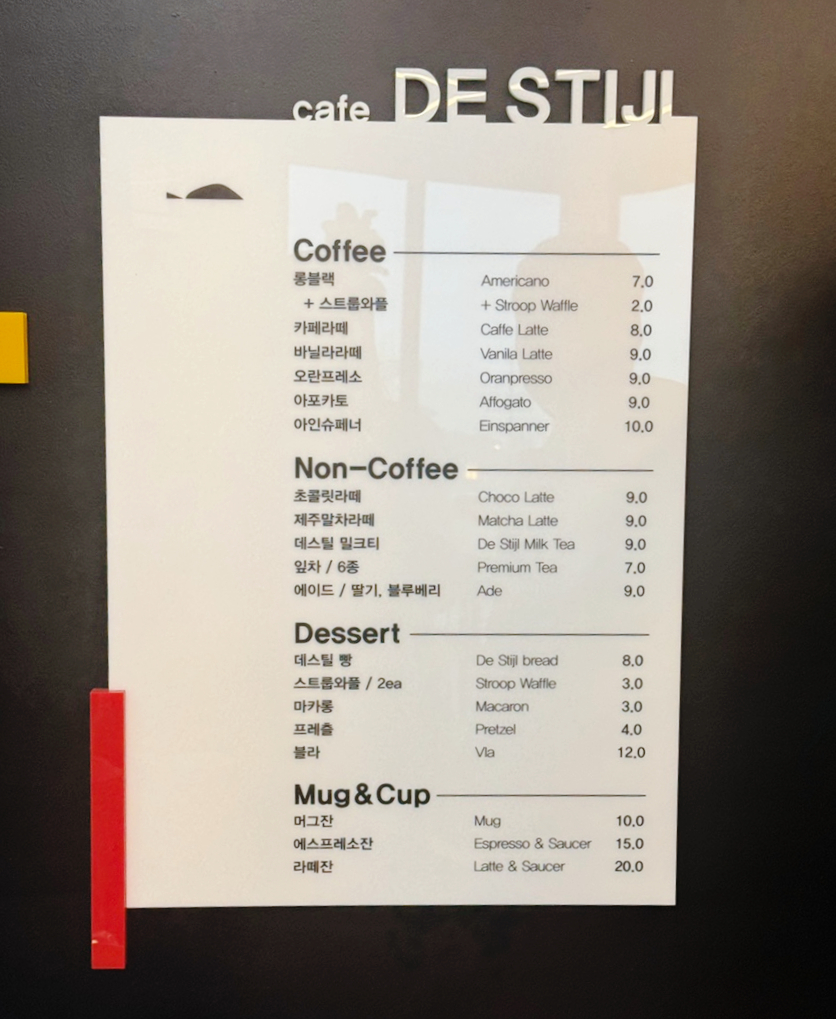 cafe DE STIJL
Coffee
롱블랙 Americano 7.0
+ 스트룹와플 + Stroop Waffle 2.0
카페라떼 Caffe Latte 8.0
바닐라라떼 Vanila Latte 9.0
오란프레소 Oranpresso 9.0
아포카토 Affogato 9.0
아인슈페너 Einspanner 10.0
Non-Coffee
초콜릿라떼 Choco Latte 9.0
제주말차라떼 Matcha Latte 9.0
데스틸 밀크티 De Stijl Milk Tea 9.0
잎차 / 6종 Premium Tea 7.0
에이드 / 딸기, 블루베리 Ade 9.0
Dessert
데스틸 빵 De Stijl bread 8.0
스트룹와플 / 2ea Stroop Waffle 3.0
마카롱 Macaron 3.0
프레즐 Pretzel 4.0
블라 Vla 12.0
Mug&Cup
머그잔 Mug 10.0
에스프레소잔 Espresso & Saucer 15.0
라떼잔 Latte & Saucer 20.0